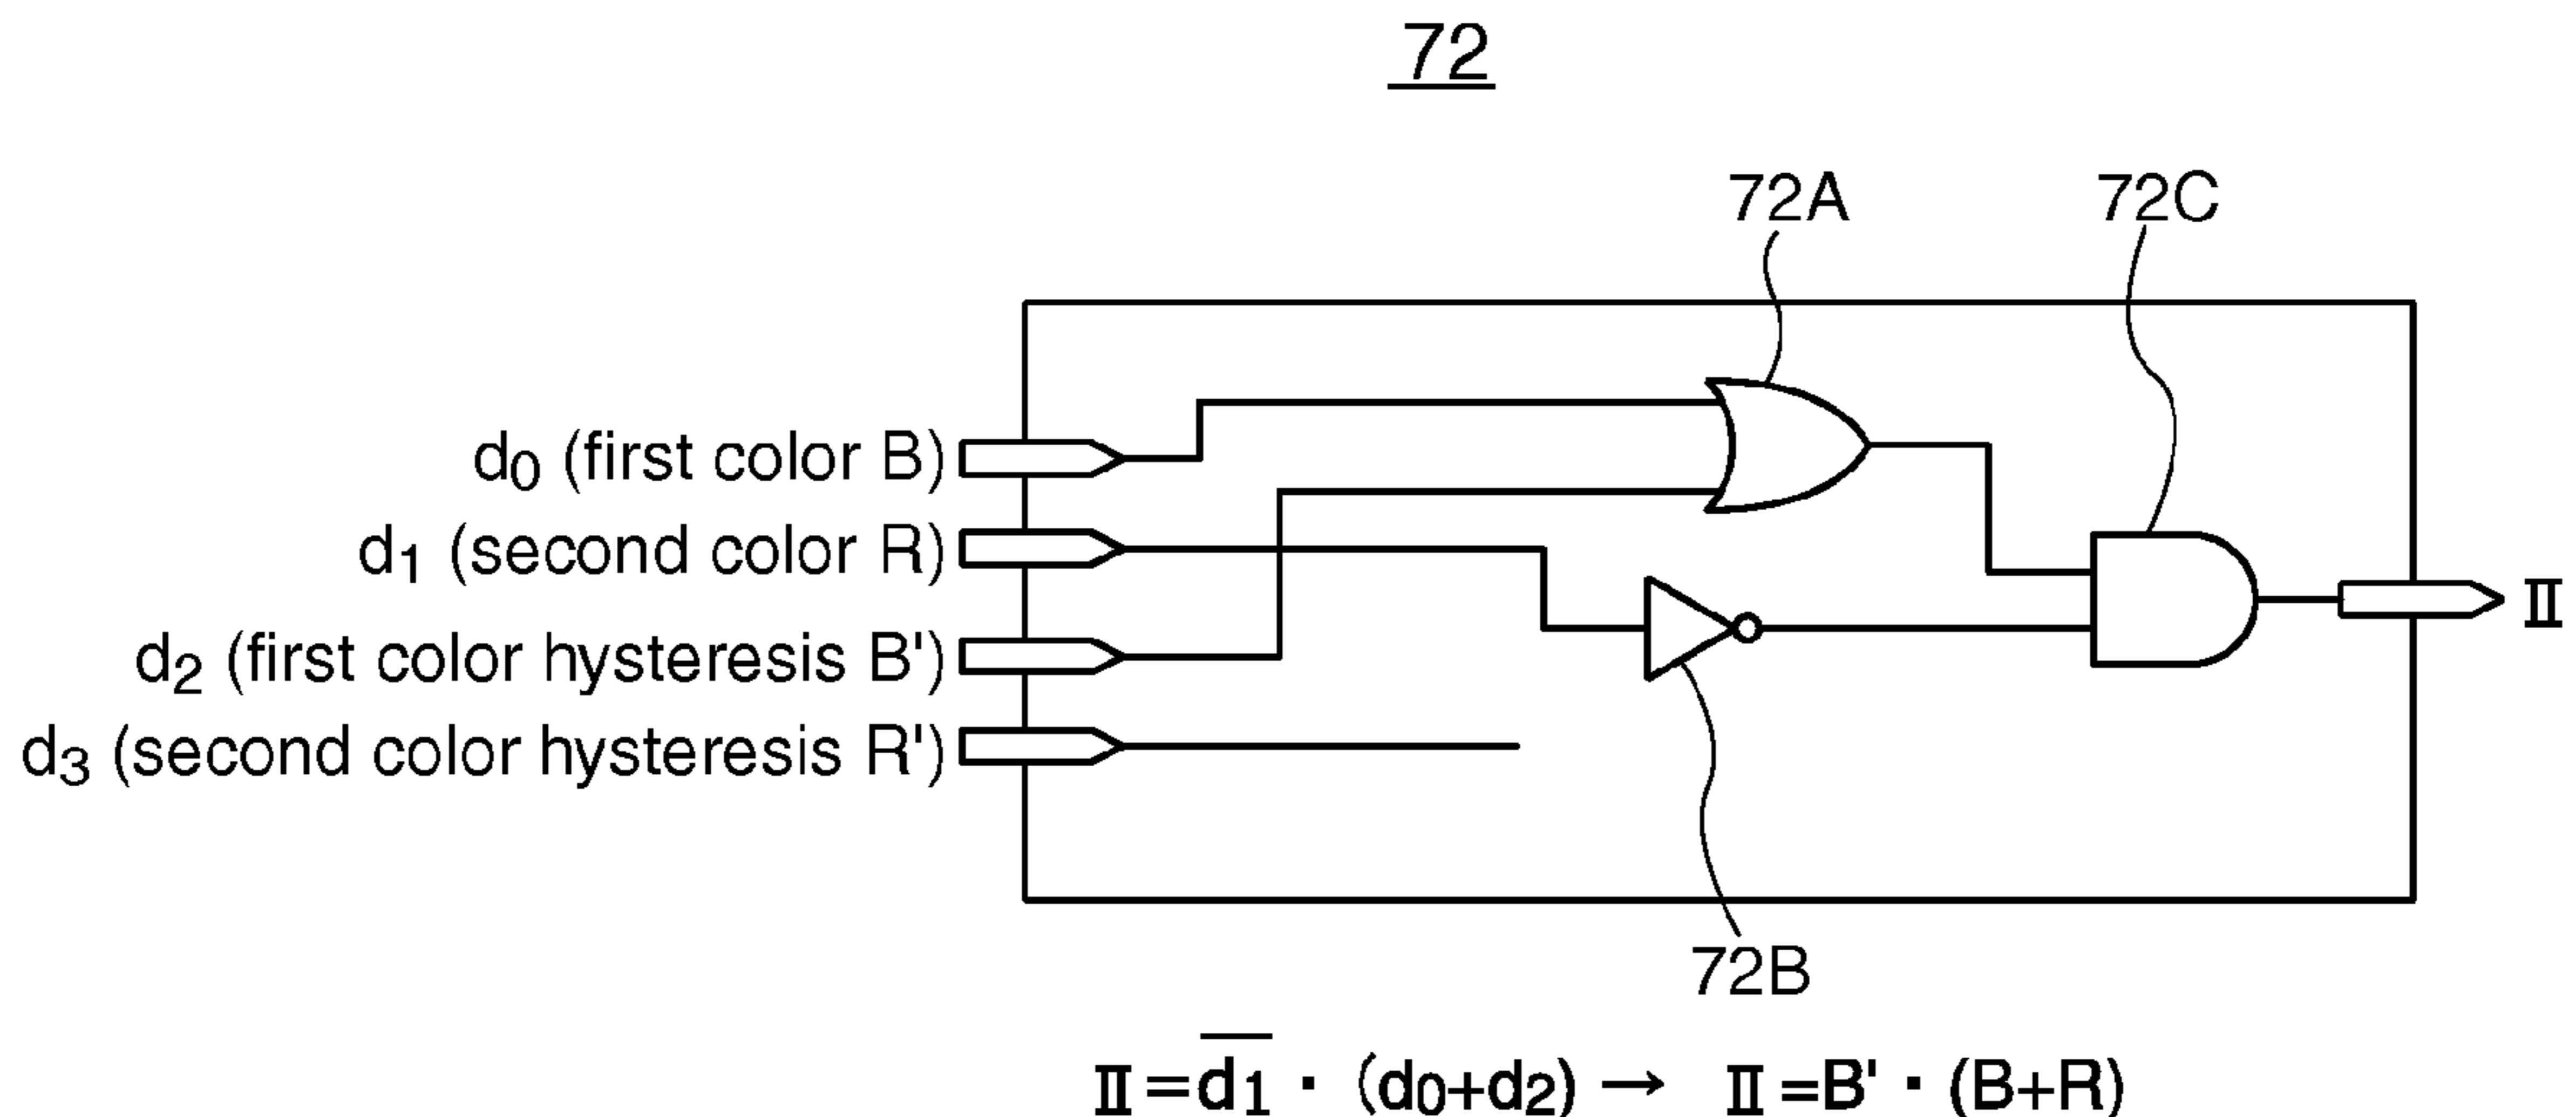 72
72A
72C
d0 (first color B)
d1 (second color R)
d2 (first color hysteresis B')
d3 (second color hysteresis R')
Ⅱ
72B
Ⅱ=d̅1̅ · (d0+d2) → Ⅱ=B' · (B+R)